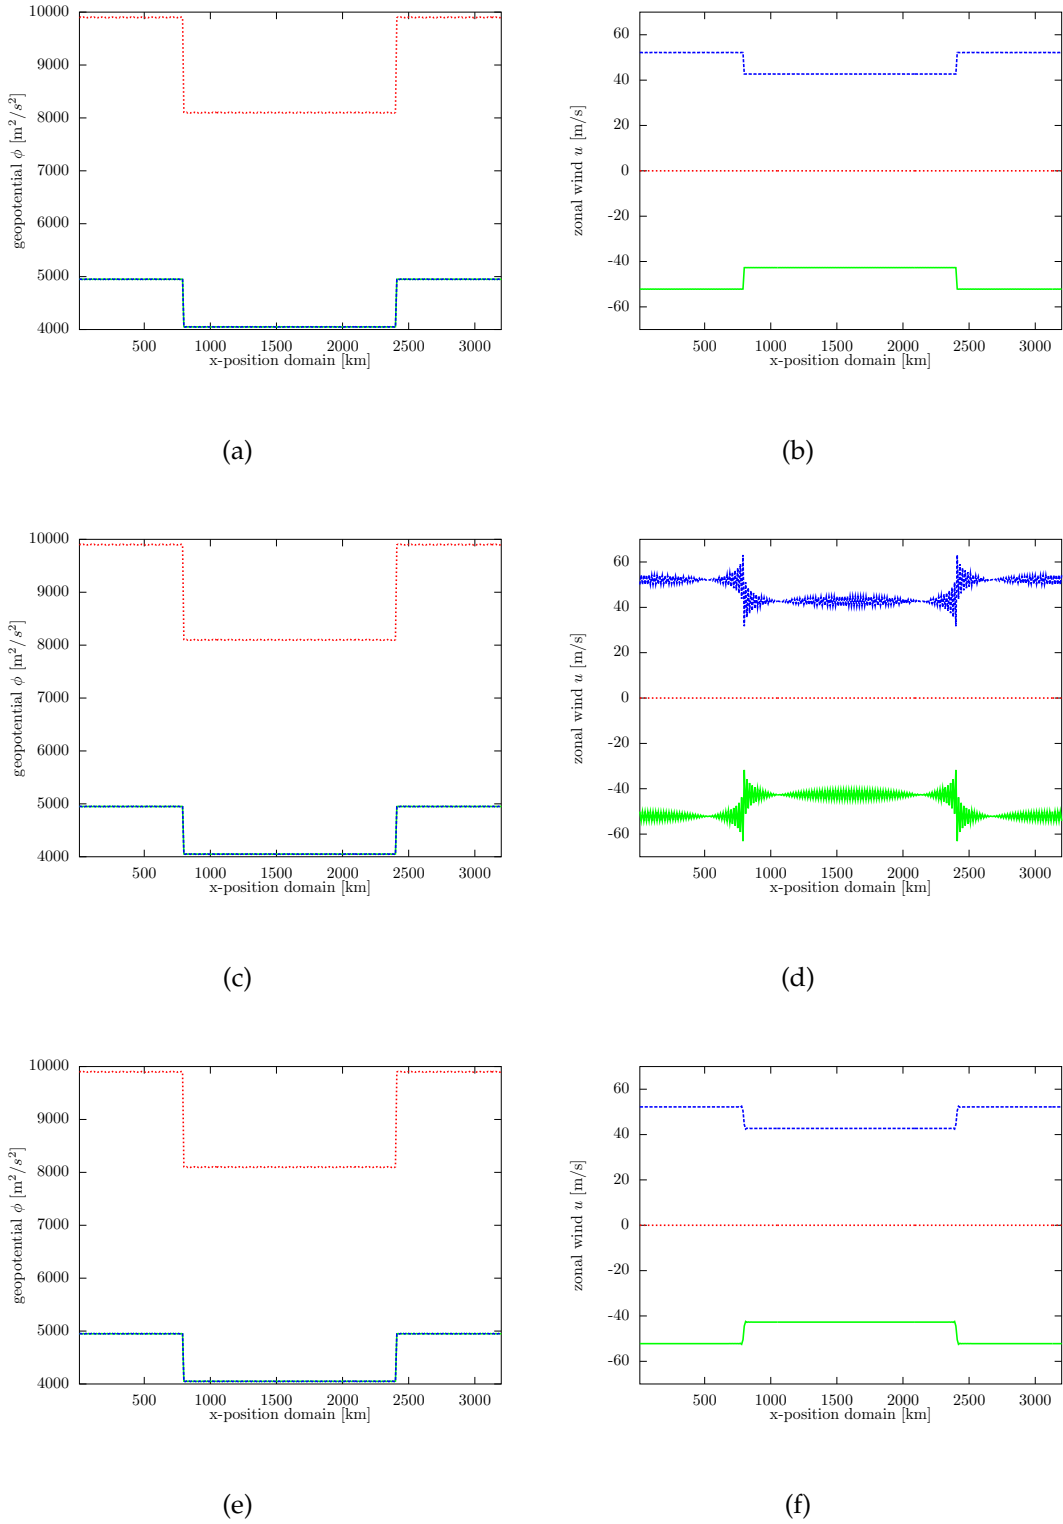 10000
9000
8000
7000
6000
5000
4000
geopotential ϕ [m²/s²]
500 1000 1500 2000 2500 3000
x-position domain [km]
(a)
60
40
20
0
-20
-40
-60
zonal wind u [m/s]
500 1000 1500 2000 2500 3000
x-position domain [km]
(b)
10000
9000
8000
7000
6000
5000
4000
geopotential ϕ [m²/s²]
500 1000 1500 2000 2500 3000
x-position domain [km]
(c)
60
40
20
0
-20
-40
-60
zonal wind u [m/s]
500 1000 1500 2000 2500 3000
x-position domain [km]
(d)
10000
9000
8000
7000
6000
5000
4000
geopotential ϕ [m²/s²]
500 1000 1500 2000 2500 3000
x-position domain [km]
(e)
60
40
20
0
-20
-40
-60
zonal wind u [m/s]
500 1000 1500 2000 2500 3000
x-position domain [km]
(f)